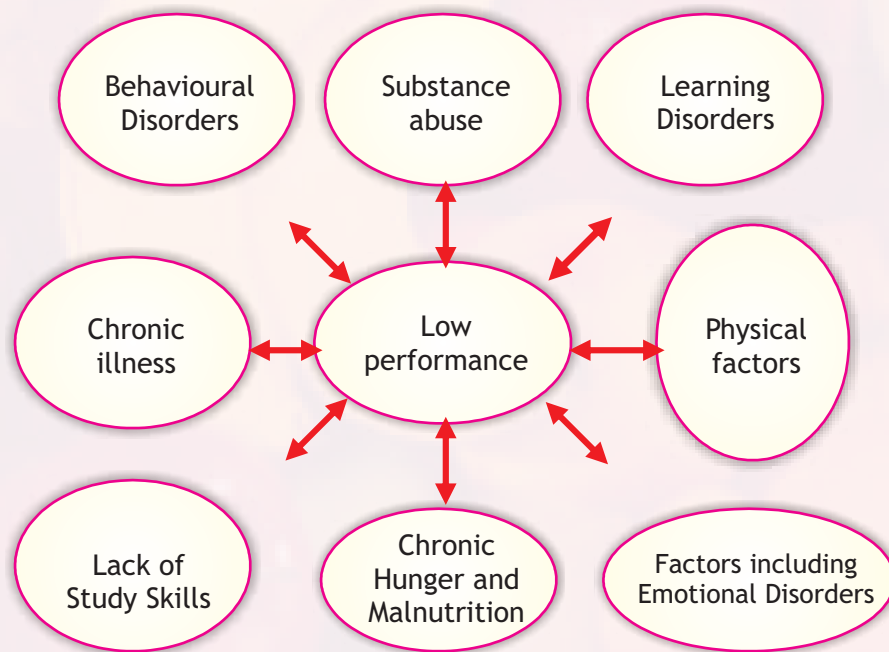 Behavioural
Disorders
Substance
abuse
Learning
Disorders
Chronic
illness
Low
performance
Physical
factors
Lack of
Study Skills
Chronic
Hunger and
Malnutrition
Factors including
Emotional Disorders